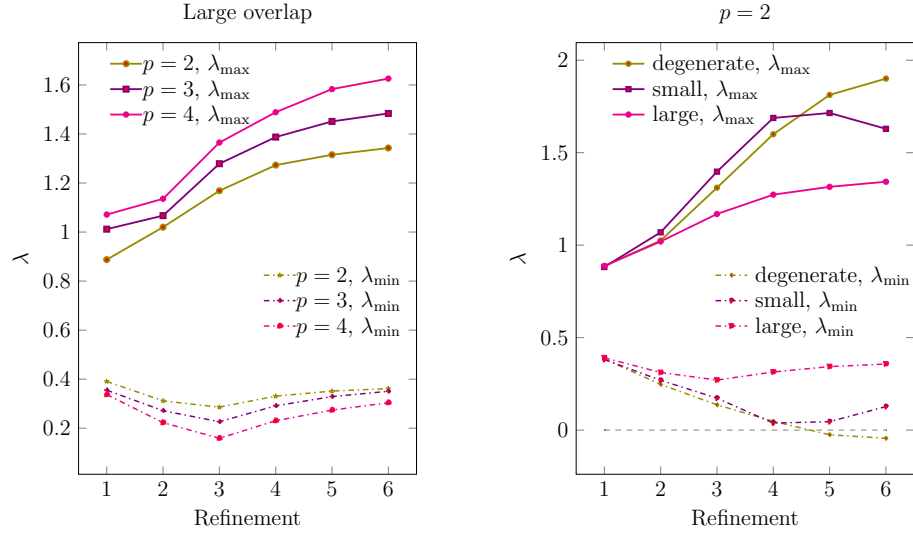 Large overlap
p = 2, λmax
p = 3, λmax
p = 4, λmax
1.6
1.4
1.2
1
0.8
0.6
0.4
0.2
λ
p = 2, λmin
p = 3, λmin
p = 4, λmin
1 2 3 4 5 6
Refinement
p = 2
degenerate, λmax
small, λmax
large, λmax
2
1.5
1
0.5
0
λ
degenerate, λmin
small, λmin
large, λmin
1 2 3 4 5 6
Refinement